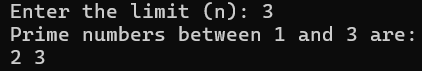 Enter the limit (n): 3
Prime numbers between 1 and 3 are:
2 3